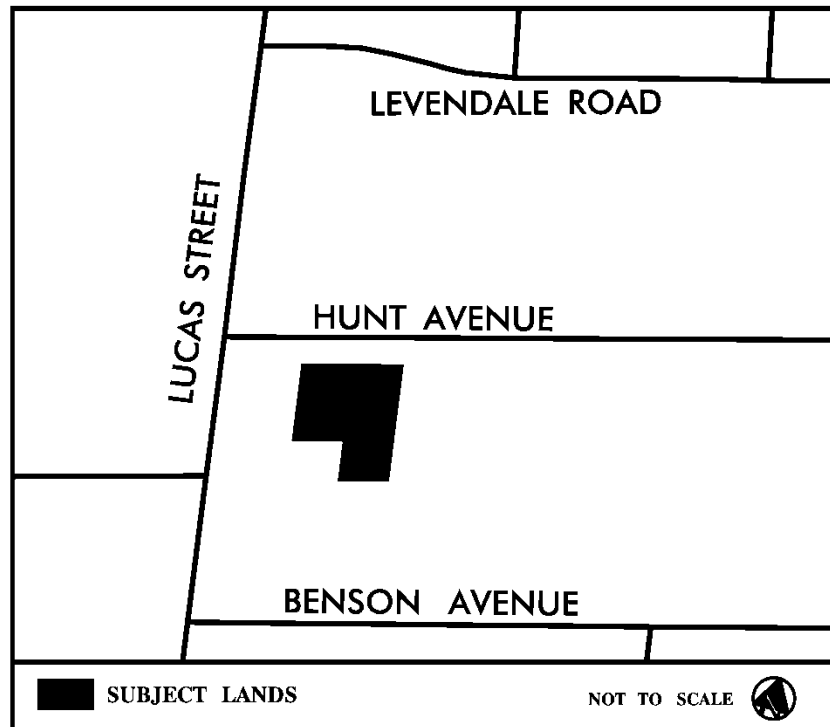 LEVENDALE ROAD
LUCAS STREET
HUNT AVENUE
BENSON AVENUE
SUBJECT LANDS
NOT TO SCALE